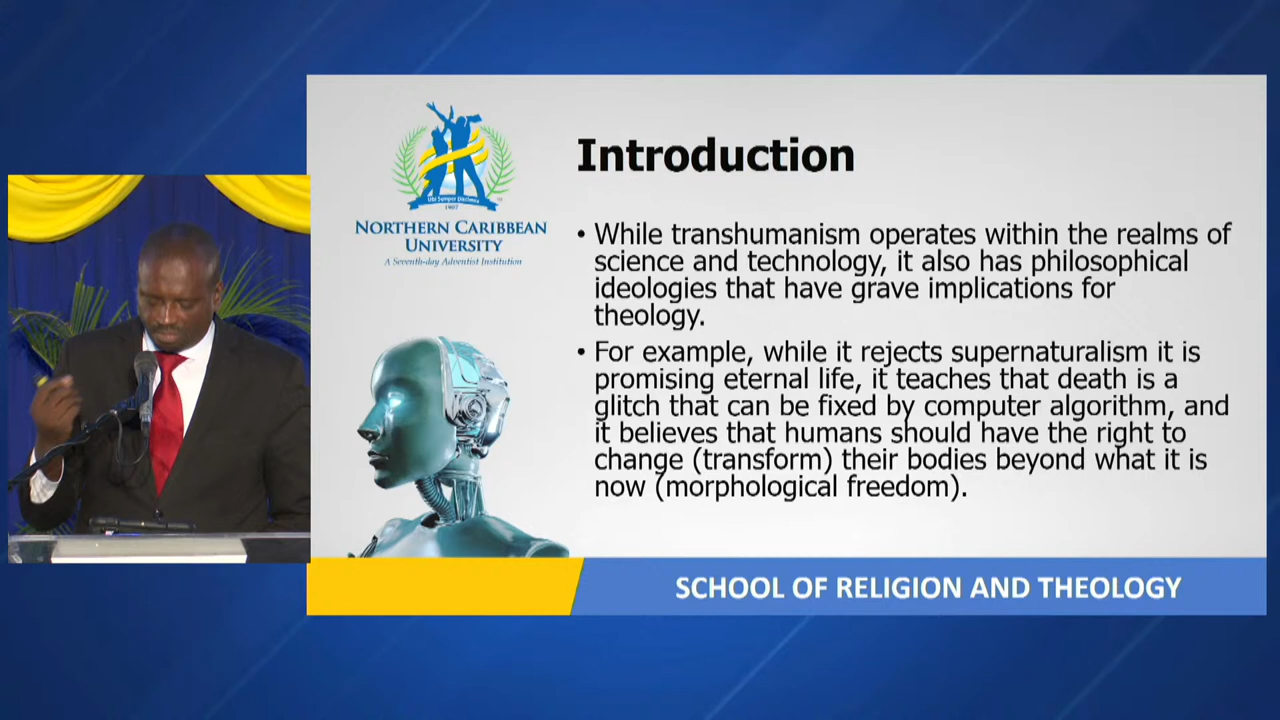 Ubi Semper Discimus
1907
NORTHERN CARIBBEAN
UNIVERSITY
A Seventh-day Adventist Institution
Introduction
• While transhumanism operates within the realms of
science and technology, it also has philosophical
ideologies that have grave implications for
theology.
• For example, while it rejects supernaturalism it is
promising eternal life, it teaches that death is a
glitch that can be fixed by computer algorithm, and
it believes that humans should have the right to
change (transform) their bodies beyond what it is
now (morphological freedom).
SCHOOL OF RELIGION AND THEOLOGY